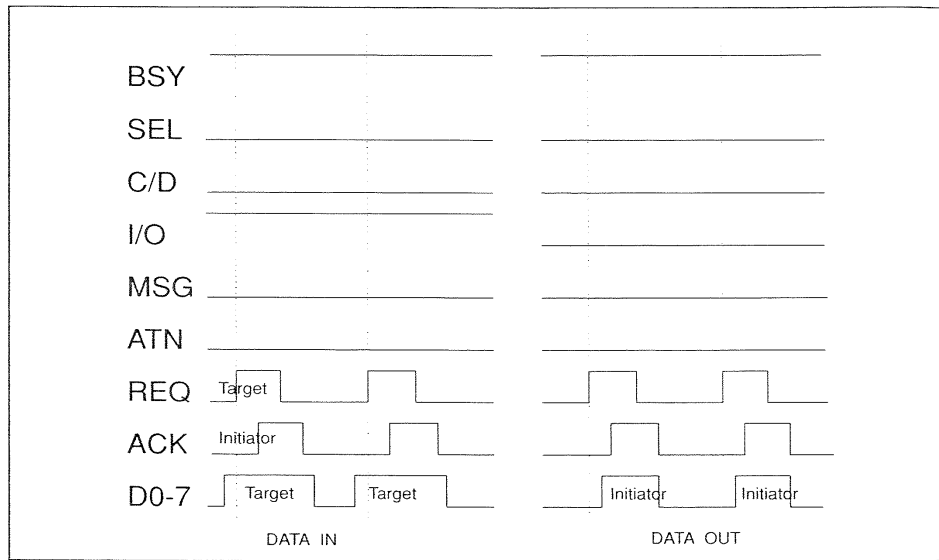 BSY
SEL
C/D
I/O
MSG
ATN
REQ Target
ACK Initiator
D0-7 Target Target Initiator Initiator
DATA IN DATA OUT